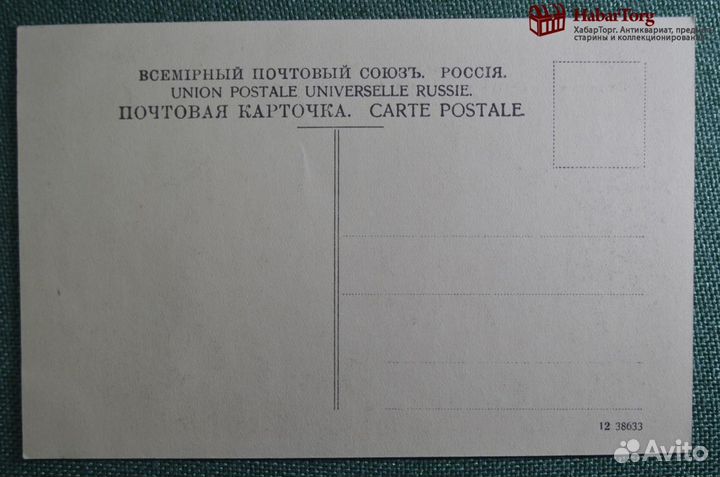 HabarTorg
ХабарТорг. Антиквариат, предметы
старины и коллекционирования
ВСЕМІРНЫЙ ПОЧТОВЫЙ СОЮЗЪ. РОССІЯ.
UNION POSTALE UNIVERSELLE RUSSIE.
ПОЧТОВАЯ КАРТОЧКА. CARTE POSTALE.
12 38633
Avito